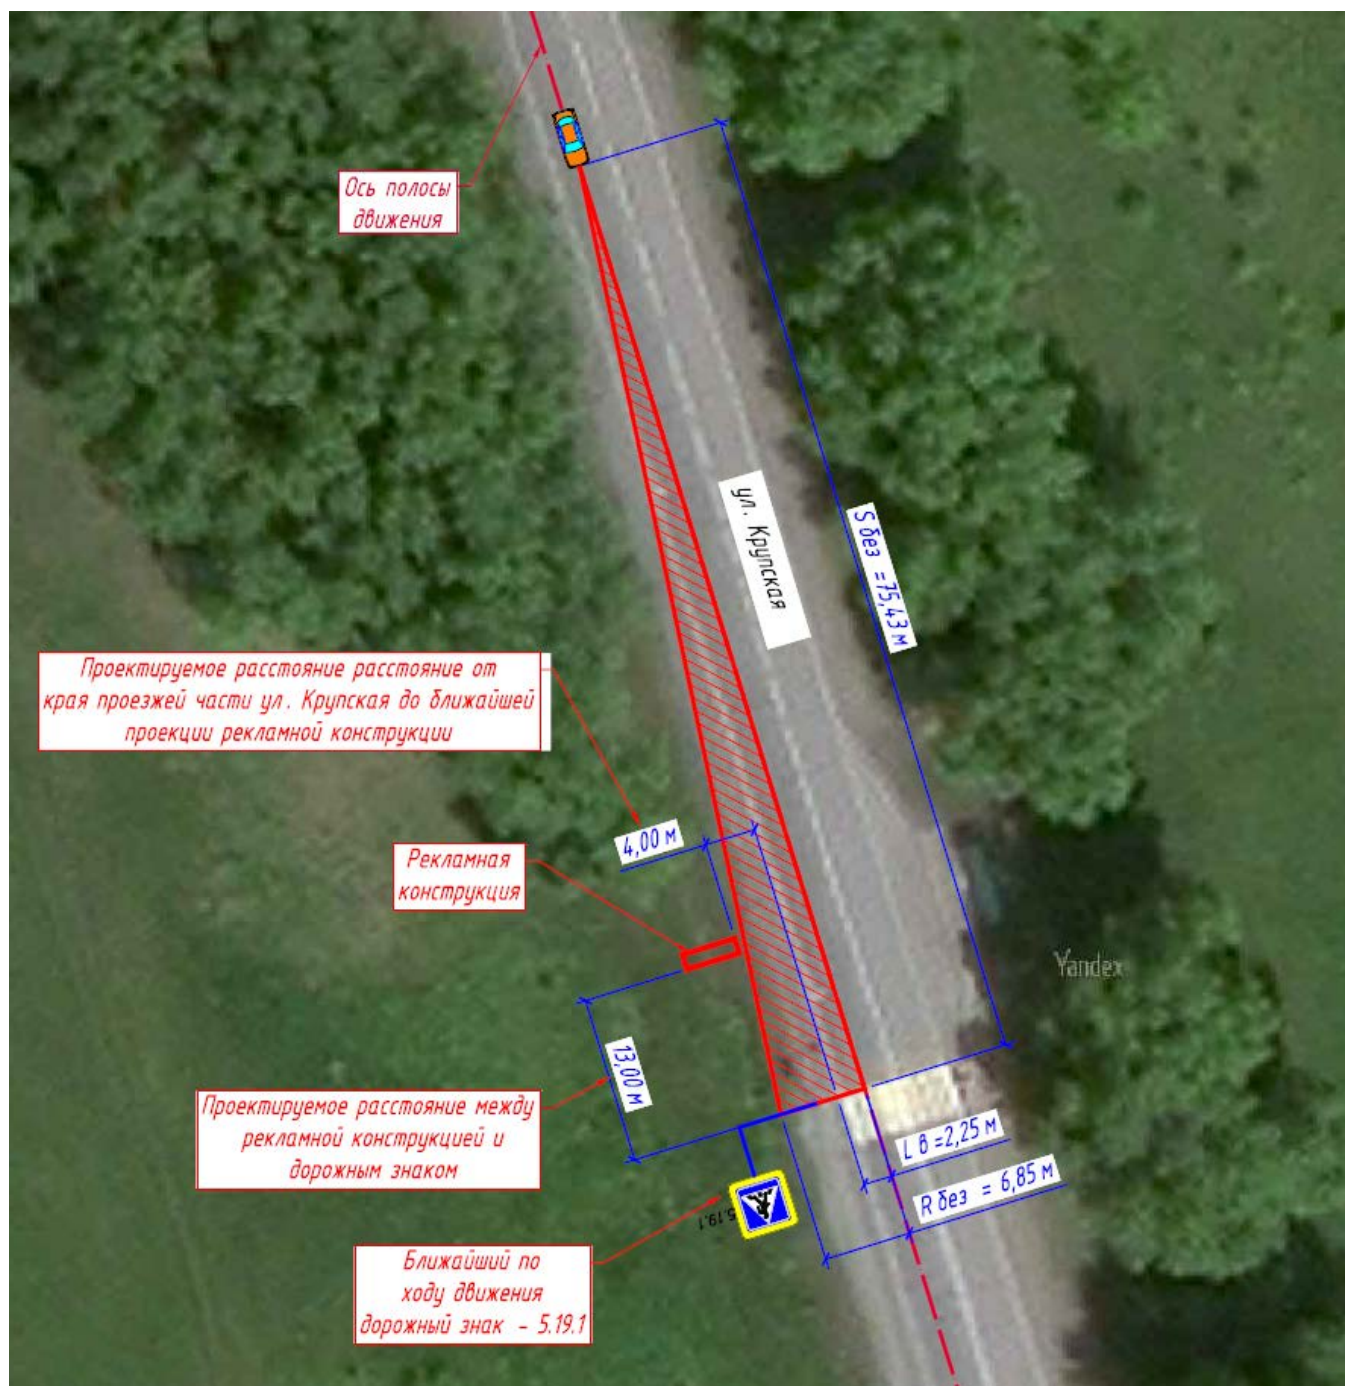 Ось полосы
движения
S без =75,43 м
ул. Крупская
Проектируемое расстояние расстояние от
края проезжей части ул. Крупская до ближайшей
проекции рекламной конструкции
4,00 м
Рекламная
конструкция
Yandex
13,00 м
Проектируемое расстояние между
рекламной конструкцией и
дорожным знаком
L в =2,25 м
R без = 6,85 м
5.19.1
Ближайший по
ходу движения
дорожный знак - 5.19.1